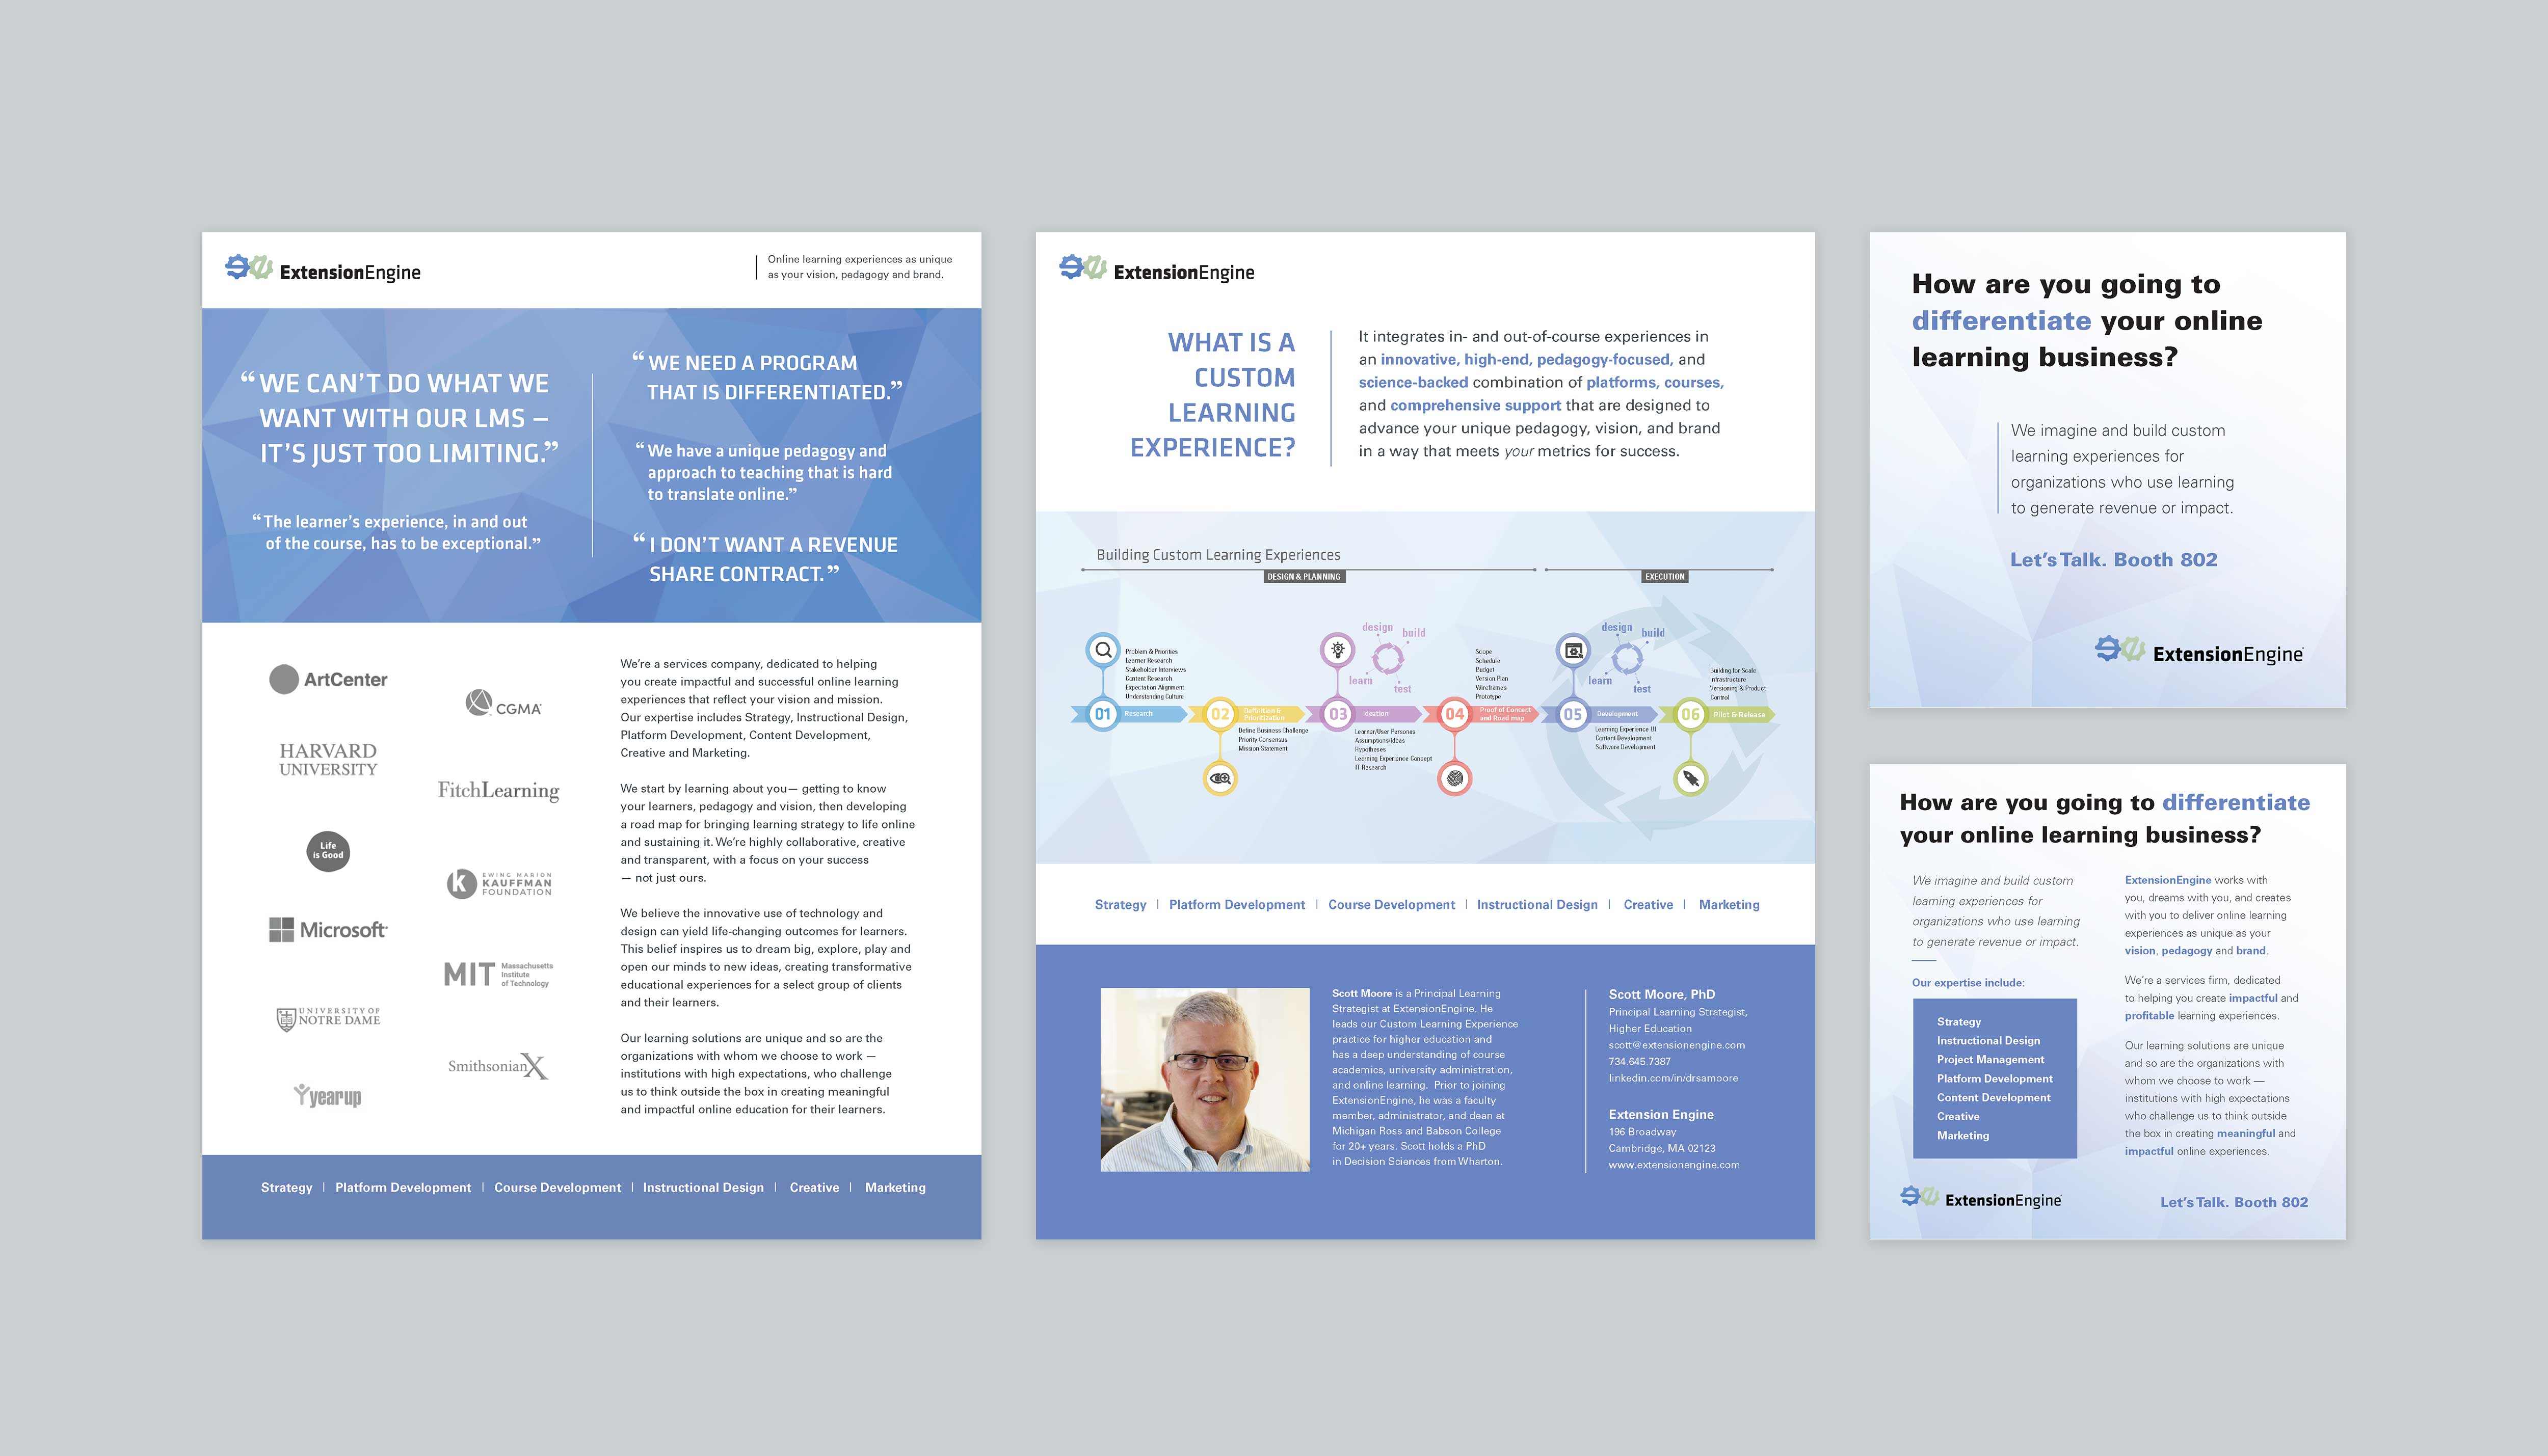 ExtensionEngine
Online learning experiences as unique
as your vision, pedagogy and brand.
“WE CAN’T DO WHAT WE
WANT WITH OUR LMS –
IT’S JUST TOO LIMITING.”
“The learner’s experience, in and out
of the course, has to be exceptional.”
“WE NEED A PROGRAM
THAT IS DIFFERENTIATED.”
“We have a unique pedagogy and
approach to teaching that is hard
to translate online.”
“I DON’T WANT A REVENUE
SHARE CONTRACT.”
ArtCenter
CGMA
HARVARD
UNIVERSITY
FitchLearning
Life
is Good
EWING MARION
KAUFFMAN
FOUNDATION
Microsoft
MIT
Massachusetts
Institute
of Technology
UNIVERSITY OF
NOTRE DAME
SmithsonianX
yearup
We’re a services company, dedicated to helping
you create impactful and successful online learning
experiences that reflect your vision and mission.
Our expertise includes Strategy, Instructional Design,
Platform Development, Content Development,
Creative and Marketing.
We start by learning about you— getting to know
your learners, pedagogy and vision, then developing
a road map for bringing learning strategy to life online
and sustaining it. We’re highly collaborative, creative
and transparent, with a focus on your success
— not just ours.
We believe the innovative use of technology and
design can yield life-changing outcomes for learners.
This belief inspires us to dream big, explore, play and
open our minds to new ideas, creating transformative
educational experiences for a select group of clients
and their learners.
Our learning solutions are unique and so are the
organizations with whom we choose to work —
institutions with high expectations, who challenge
us to think outside the box in creating meaningful
and impactful online education for their learners.
Strategy | Platform Development | Course Development | Instructional Design | Creative | Marketing
ExtensionEngine
WHAT IS A
CUSTOM
LEARNING
EXPERIENCE?
It integrates in- and out-of-course experiences in
an innovative, high-end, pedagogy-focused, and
science-backed combination of platforms, courses,
and comprehensive support that are designed to
advance your unique pedagogy, vision, and brand
in a way that meets your metrics for success.
Building Custom Learning Experiences
DESIGN & PLANNING
EXECUTION
01
Research
Problem & Priorities
Learner Research
Stakeholder Interviews
Content Research
Expectation Alignment
Understanding Culture
02
Definition &
Prioritization
Define Business Challenge
Priority Consensus
Mission Statement
03
Ideation
design
build
learn
test
Learner/User Personas
Assumptions/Ideas
Hypotheses
Learning Experience Concept
IT Research
04
Proof of Concept
and Road map
Scope
Schedule
Budget
Version Plan
Wireframes
Prototype
05
Development
design
build
learn
test
Learning Experience UI
Content Development
Software Development
06
Pilot & Release
Building for Scale
Infrastructure
Versioning & Product
Control
Strategy | Platform Development | Course Development | Instructional Design | Creative | Marketing
Scott Moore is a Principal Learning
Strategist at ExtensionEngine. He
leads our Custom Learning Experience
practice for higher education and
has a deep understanding of course
academics, university administration,
and online learning. Prior to joining
ExtensionEngine, he was a faculty
member, administrator, and dean at
Michigan Ross and Babson College
for 20+ years. Scott holds a PhD
in Decision Sciences from Wharton.
Scott Moore, PhD
Principal Learning Strategist,
Higher Education
scott@extensionengine.com
734.645.7387
linkedin.com/in/drsamoore
Extension Engine
196 Broadway
Cambridge, MA 02123
www.extensionengine.com
How are you going to
differentiate your online
learning business?
We imagine and build custom
learning experiences for
organizations who use learning
to generate revenue or impact.
Let’s Talk. Booth 802
ExtensionEngine
How are you going to differentiate
your online learning business?
We imagine and build custom
learning experiences for
organizations who use learning
to generate revenue or impact.
Our expertise include:
Strategy
Instructional Design
Project Management
Platform Development
Content Development
Creative
Marketing
ExtensionEngine works with
you, dreams with you, and creates
with you to deliver online learning
experiences as unique as your
vision, pedagogy and brand.
We’re a services firm, dedicated
to helping you create impactful and
profitable learning experiences.
Our learning solutions are unique
and so are the organizations with
whom we choose to work —
institutions with high expectations
who challenge us to think outside
the box in creating meaningful and
impactful online experiences.
ExtensionEngine
Let’s Talk. Booth 802